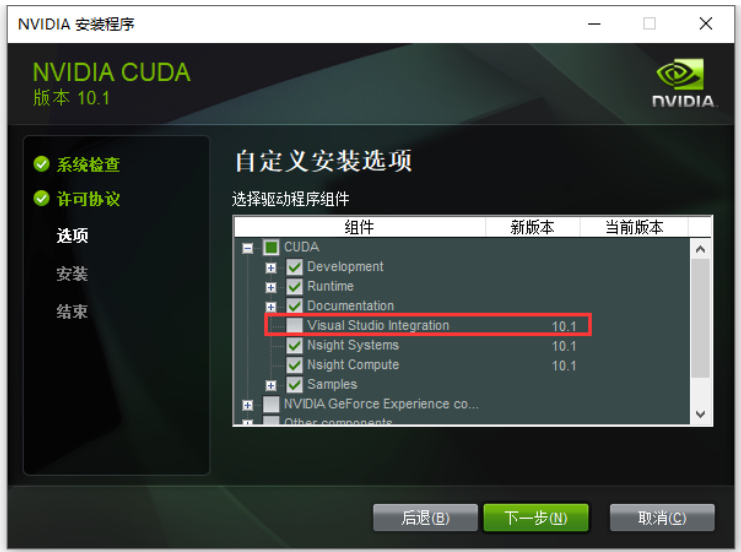 NVIDIA 安装程序
NVIDIA CUDA
版本 10.1
NVIDIA.
系统检查
许可协议
选项
安装
结束
自定义安装选项
选择驱动程序组件
组件 新版本 当前版本
CUDA
Development
Runtime
Documentation
Visual Studio Integration 10.1
Nsight Systems 10.1
Nsight Compute 10.1
Samples
NVIDIA GeForce Experience co...
Other components
后退(B) 下一步(N) 取消(C)